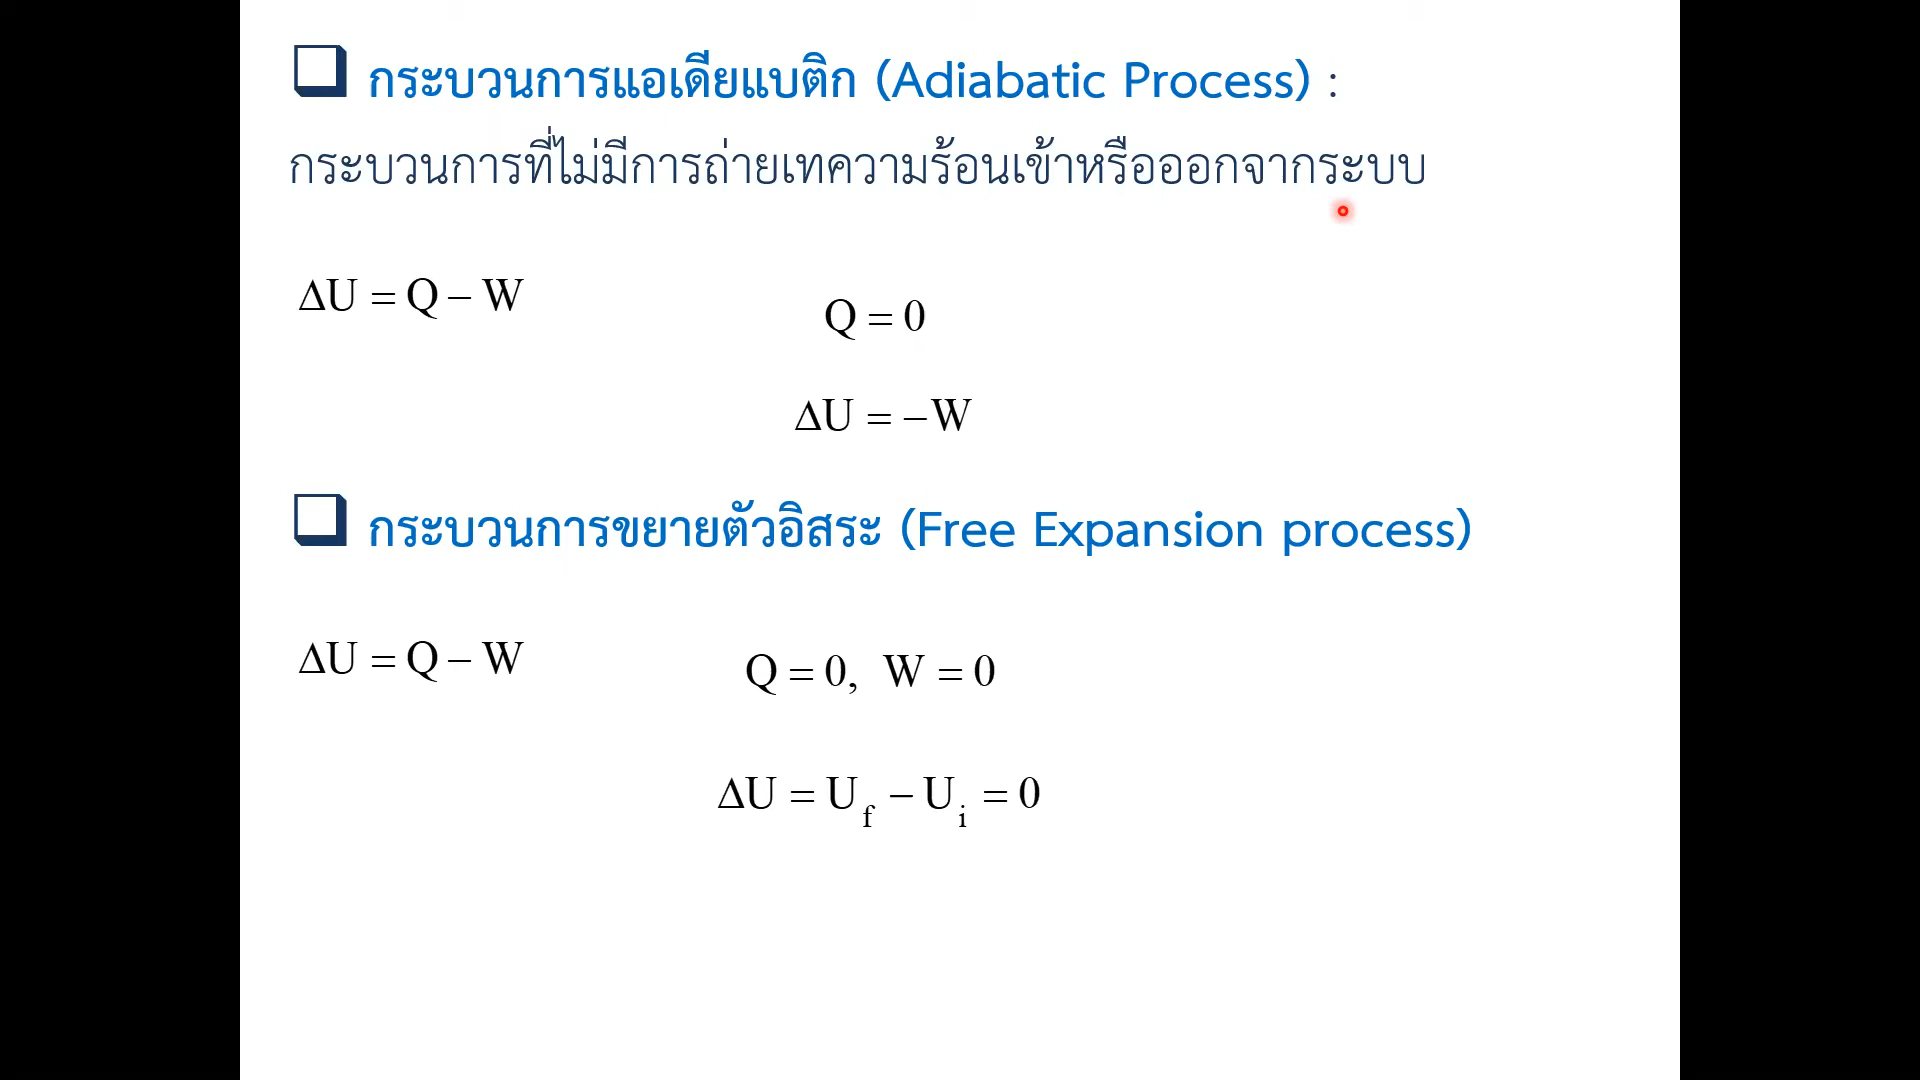 กระบวนการแอเดียแบติก (Adiabatic Process) :
กระบวนการที่ไม่มีการถ่ายเทความร้อนเข้าหรือออกจากระบบ
ΔU = Q – W
Q = 0
ΔU = –W
กระบวนการขยายตัวอิสระ (Free Expansion process)
ΔU = Q – W
Q = 0, W = 0
ΔU = U_f – U_i = 0